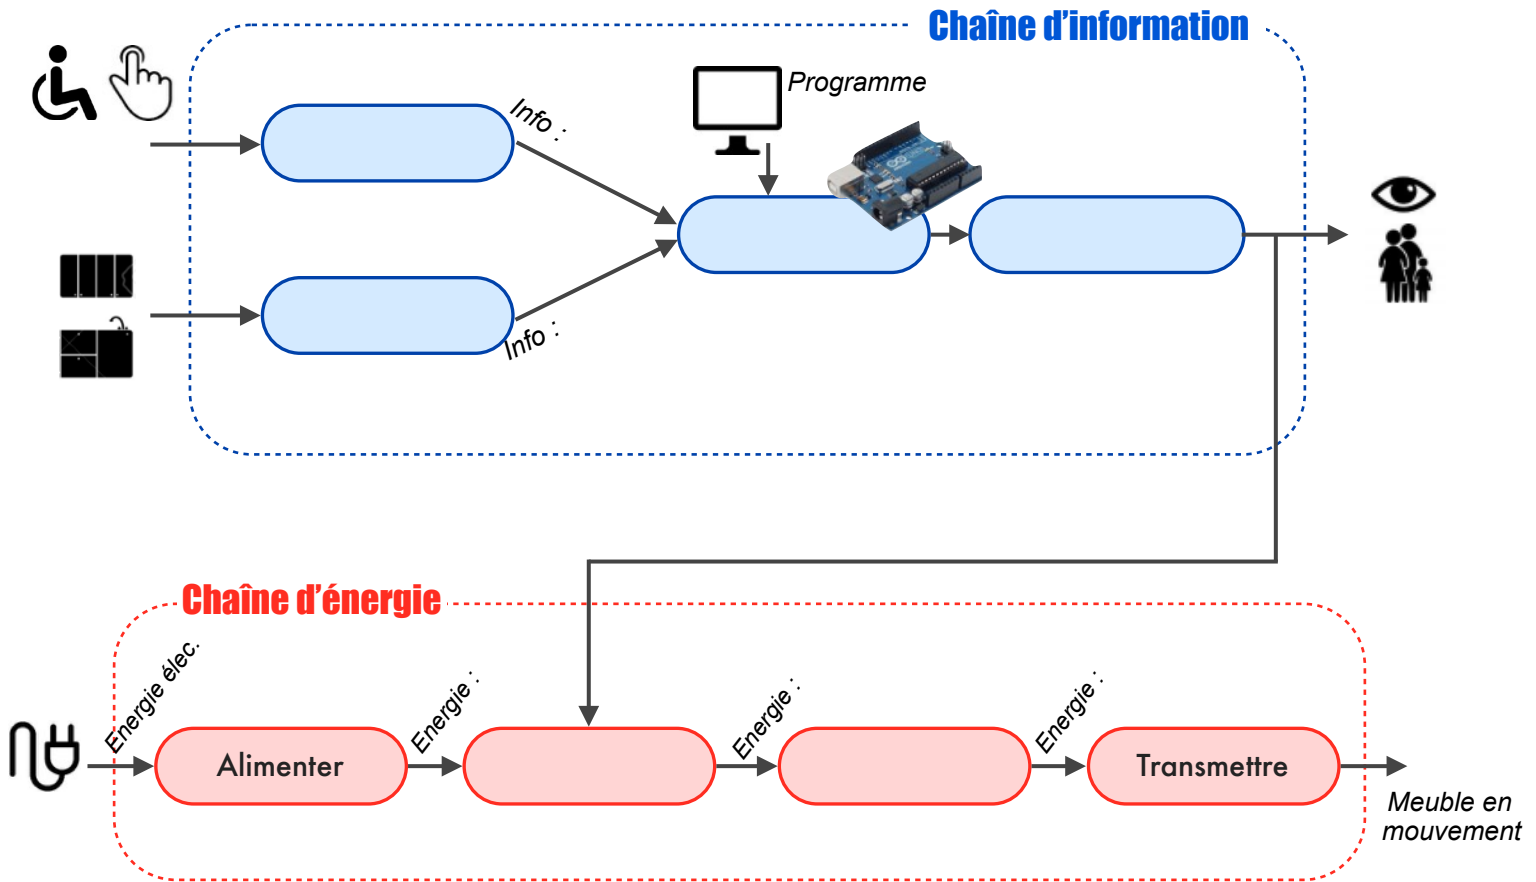 Chaîne d'information
Programme
Info :
Info :
Chaîne d'énergie
Energie élec.
Energie :
Energie :
Energie :
Alimenter
Transmettre
Meuble en
mouvement